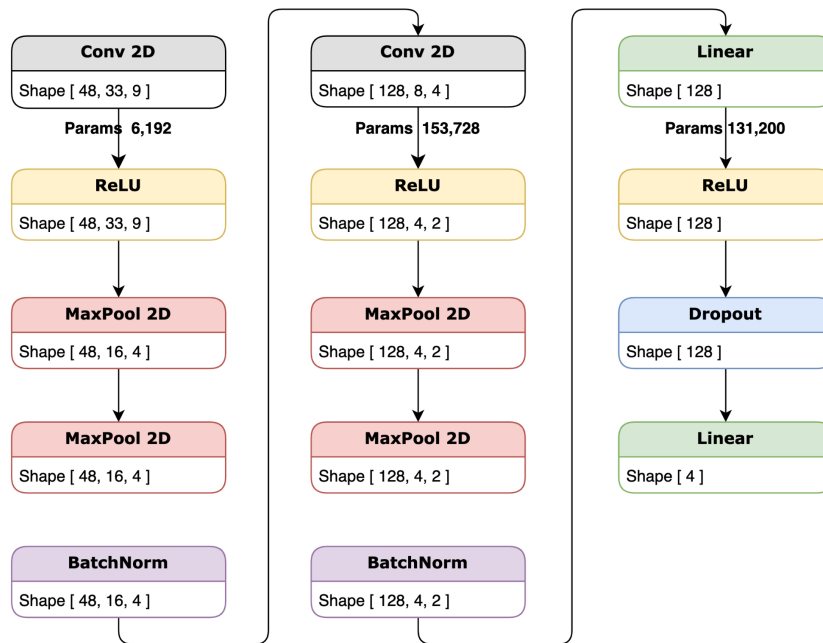 Conv 2D
Shape [ 48, 33, 9 ]
Params 6,192
ReLU
Shape [ 48, 33, 9 ]
MaxPool 2D
Shape [ 48, 16, 4 ]
MaxPool 2D
Shape [ 48, 16, 4 ]
BatchNorm
Shape [ 48, 16, 4 ]
Conv 2D
Shape [ 128, 8, 4 ]
Params 153,728
ReLU
Shape [ 128, 4, 2 ]
MaxPool 2D
Shape [ 128, 4, 2 ]
MaxPool 2D
Shape [ 128, 4, 2 ]
BatchNorm
Shape [ 128, 4, 2 ]
Linear
Shape [ 128 ]
Params 131,200
ReLU
Shape [ 128 ]
Dropout
Shape [ 128 ]
Linear
Shape [ 4 ]